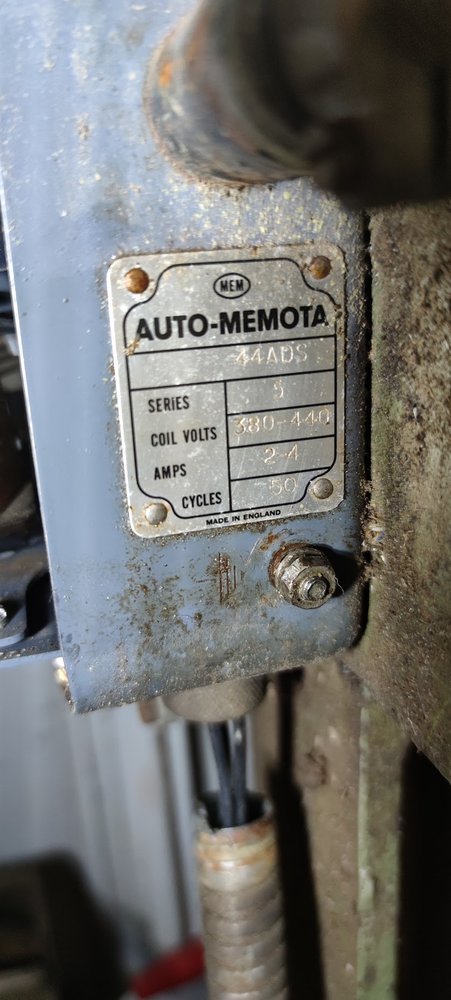 MEM
AUTO-MEMOTA
44ADS
SERIES 5
COIL VOLTS 380-440
AMPS 2-4
CYCLES 50
MADE IN ENGLAND